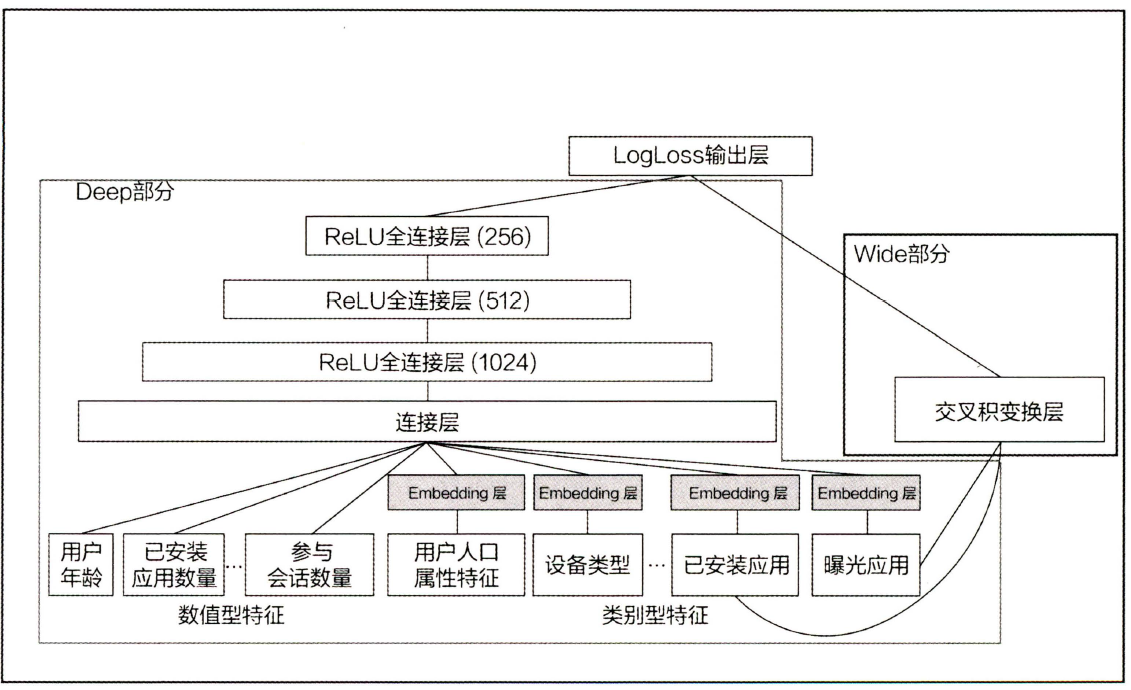 LogLoss输出层
Deep部分
ReLU全连接层 (256)
Wide部分
ReLU全连接层 (512)
ReLU全连接层 (1024)
交叉积变换层
连接层
Embedding 层
Embedding 层
Embedding 层
Embedding 层
用户
年龄
已安装
应用数量
...
参与
会话数量
用户人口
属性特征
设备类型
...
已安装应用
曝光应用
数值型特征
类别型特征